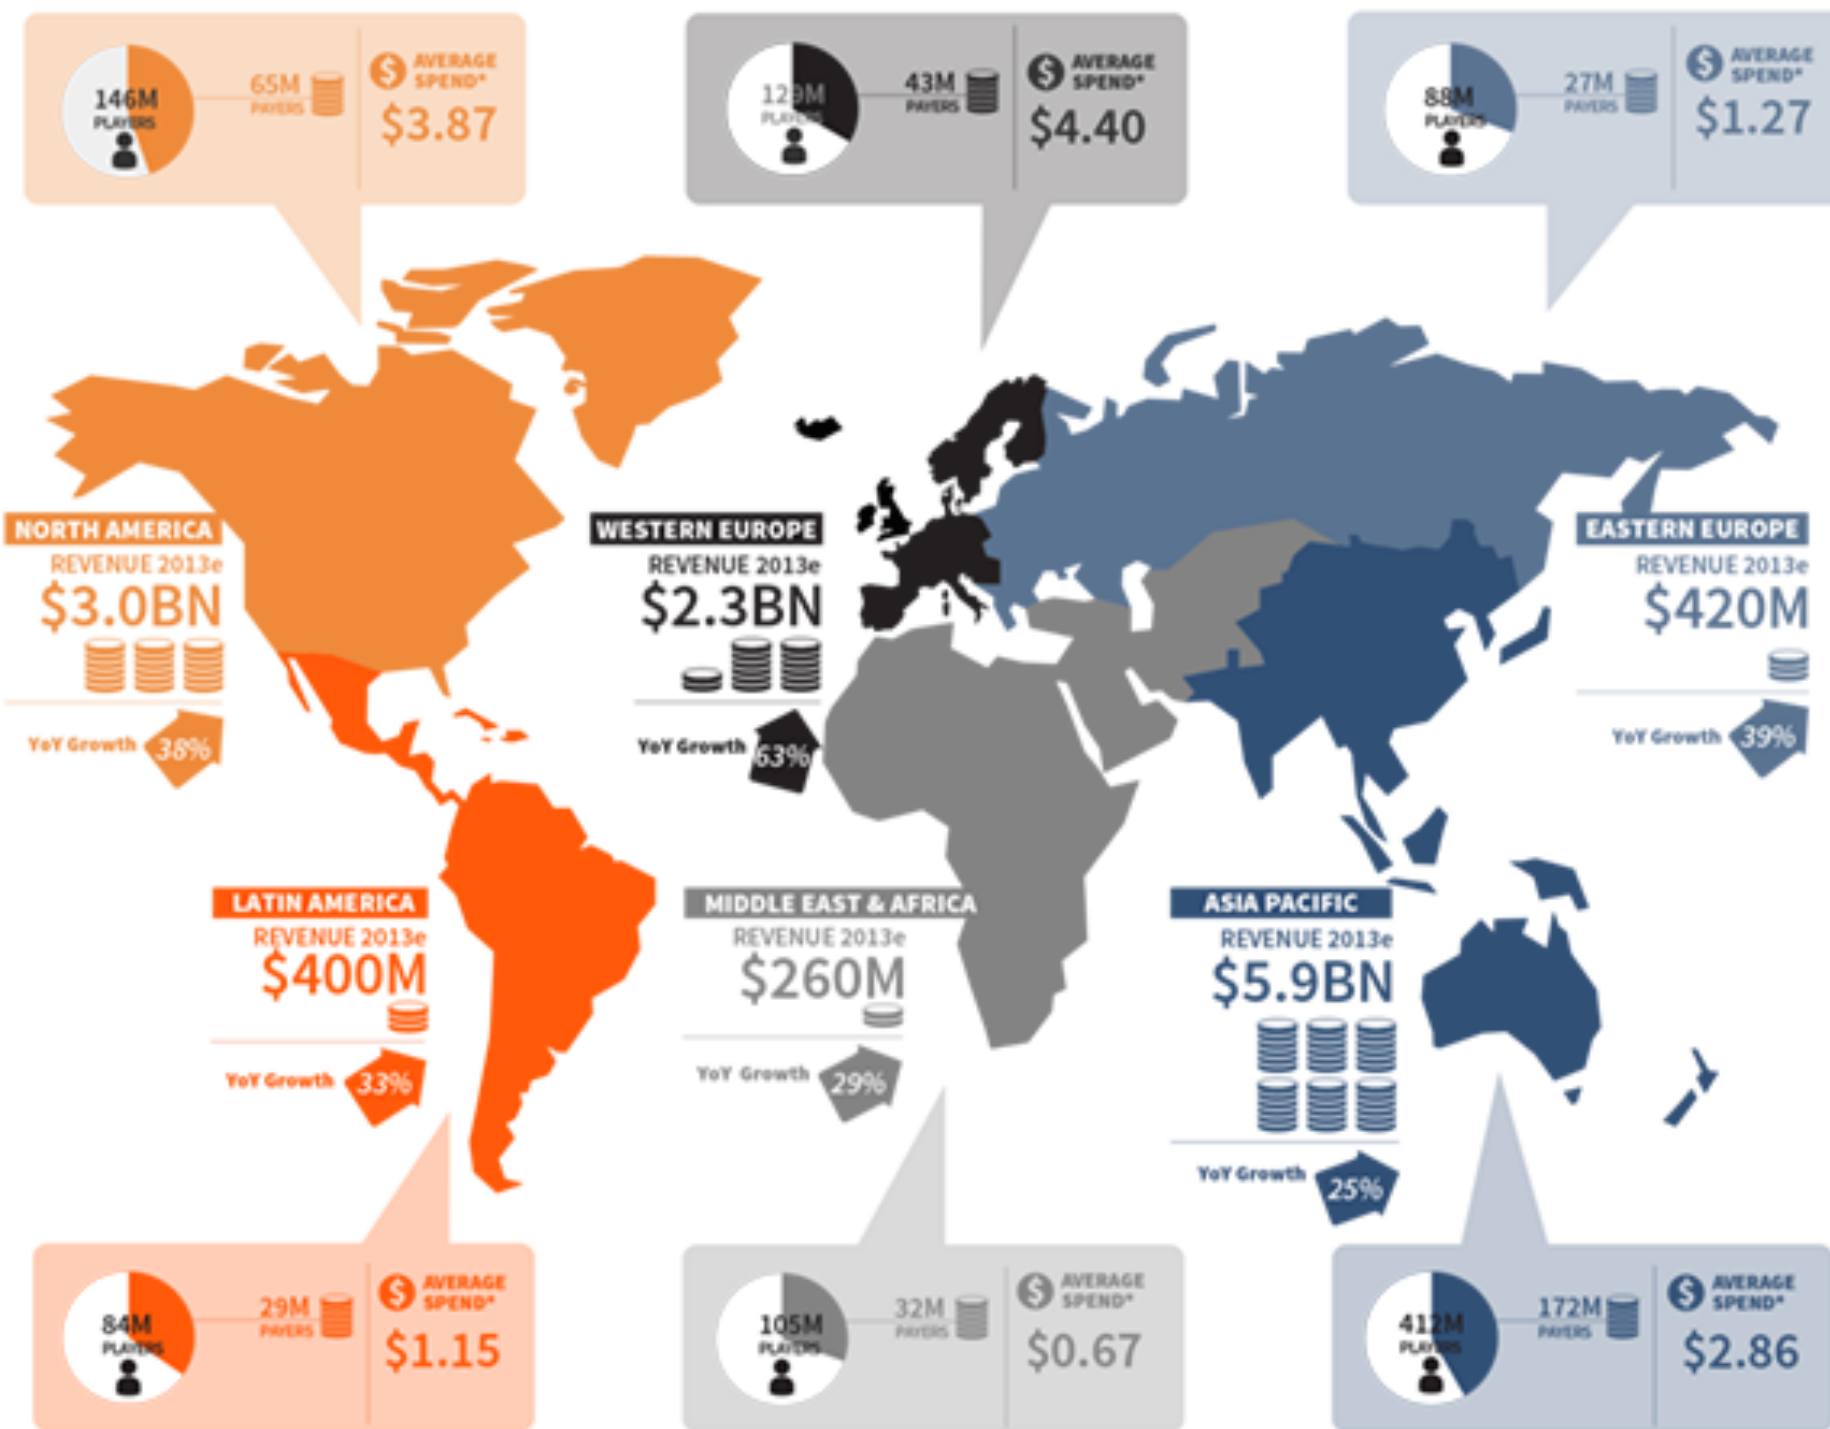 146M
PLAYERS
65M
PAYERS
$ AVERAGE
SPEND*
$3.87
129M
PLAYERS
43M
PAYERS
$ AVERAGE
SPEND*
$4.40
88M
PLAYERS
27M
PAYERS
$ AVERAGE
SPEND*
$1.27
NORTH AMERICA
REVENUE 2013e
$3.0BN
YoY Growth 38%
WESTERN EUROPE
REVENUE 2013e
$2.3BN
YoY Growth 63%
EASTERN EUROPE
REVENUE 2013e
$420M
YoY Growth 39%
LATIN AMERICA
REVENUE 2013e
$400M
YoY Growth 33%
MIDDLE EAST & AFRICA
REVENUE 2013e
$260M
YoY Growth 29%
ASIA PACIFIC
REVENUE 2013e
$5.9BN
YoY Growth 25%
84M
PLAYERS
29M
PAYERS
$ AVERAGE
SPEND*
$1.15
105M
PLAYERS
32M
PAYERS
$ AVERAGE
SPEND*
$0.67
412M
PLAYERS
172M
PAYERS
$ AVERAGE
SPEND*
$2.86